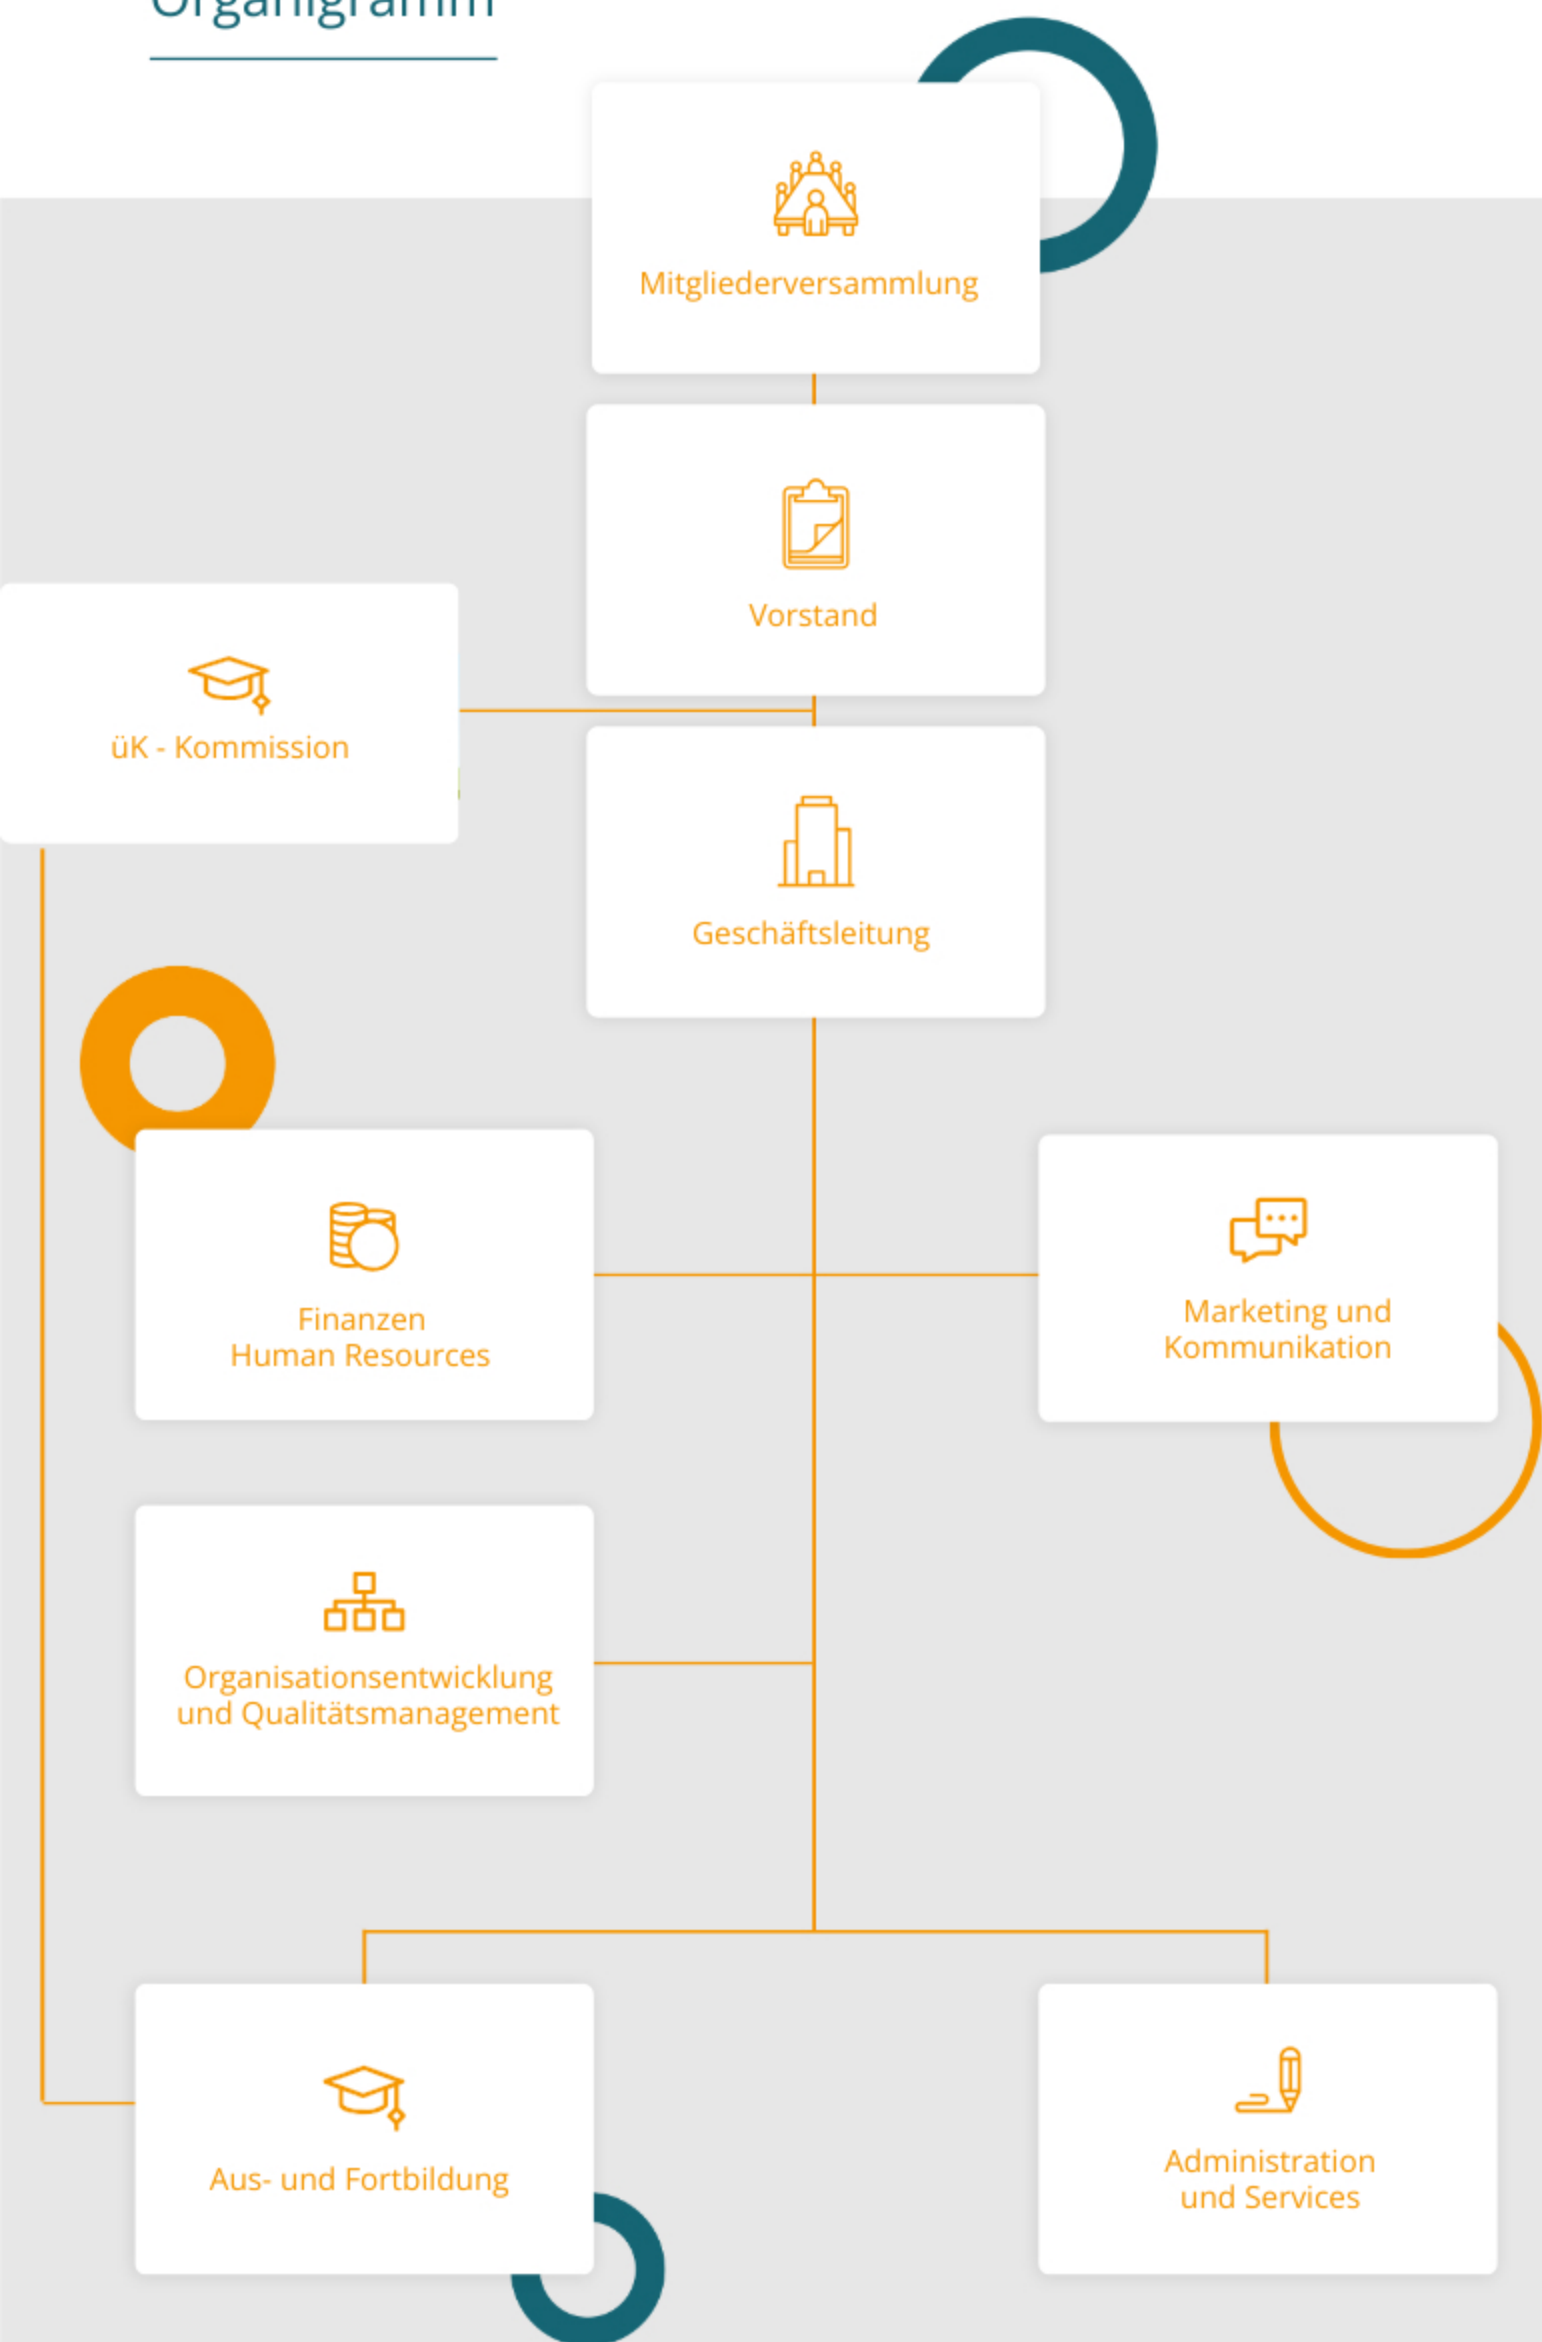 Organigramm
Mitgliederversammlung
Vorstand
üK - Kommission
Geschäftsleitung
Finanzen
Human Resources
Marketing und
Kommunikation
Organisationsentwicklung
und Qualitätsmanagement
Aus- und Fortbildung
Administration
und Services